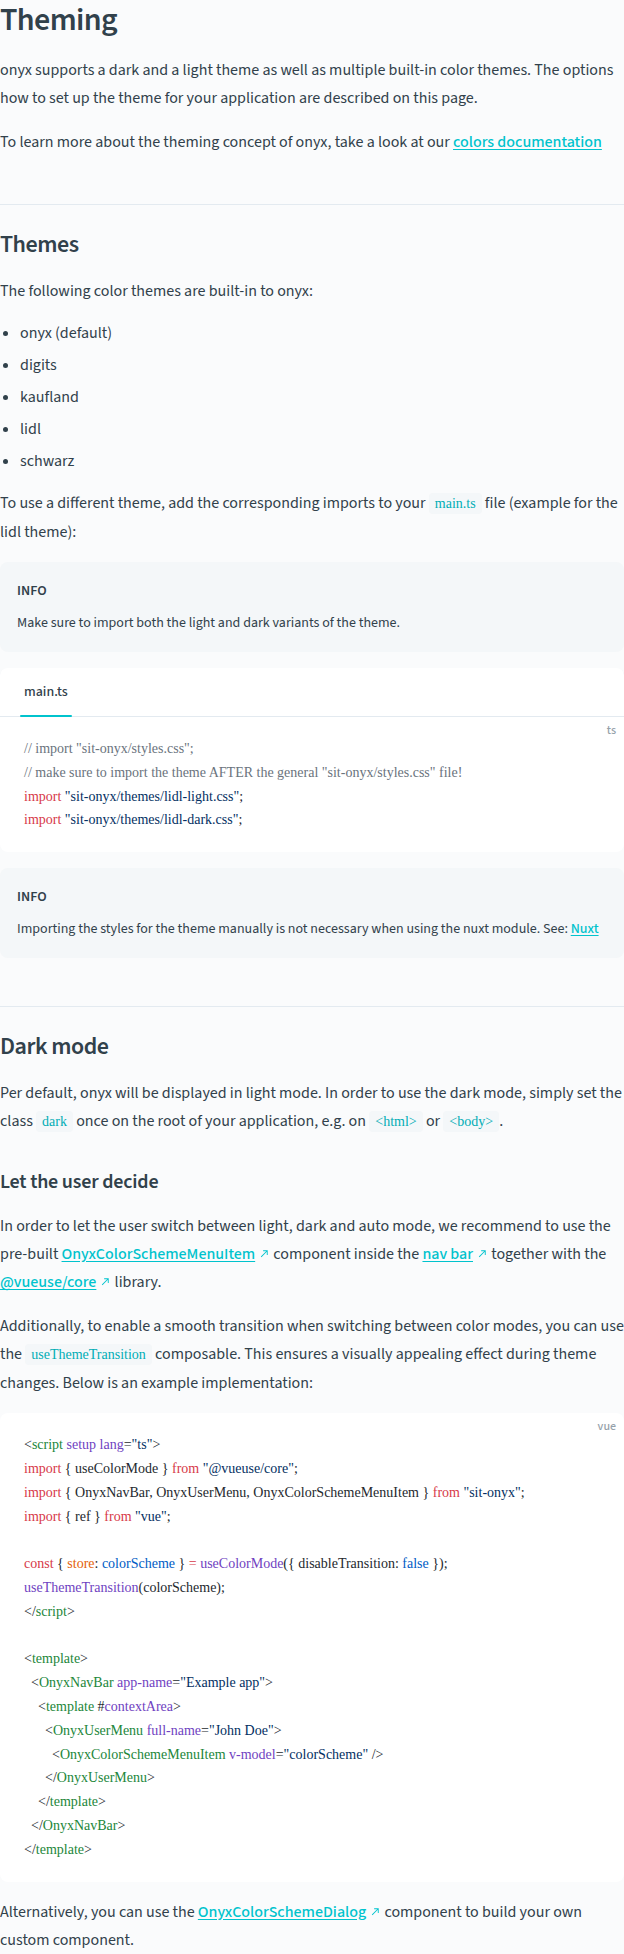 Theming
onyx supports a dark and a light theme as well as multiple built-in color themes. The options
how to set up the theme for your application are described on this page.
To learn more about the theming concept of onyx, take a look at our colors documentation
Themes
The following color themes are built-in to onyx:
• onyx (default)
• digits
• kaufland
• lidl
• schwarz
To use a different theme, add the corresponding imports to your main.ts file (example for the
lidl theme):
INFO
Make sure to import both the light and dark variants of the theme.
main.ts
ts
// import "sit-onyx/styles.css";
// make sure to import the theme AFTER the general "sit-onyx/styles.css" file!
import "sit-onyx/themes/lidl-light.css";
import "sit-onyx/themes/lidl-dark.css";
INFO
Importing the styles for the theme manually is not necessary when using the nuxt module. See: Nuxt
Dark mode
Per default, onyx will be displayed in light mode. In order to use the dark mode, simply set the
class dark once on the root of your application, e.g. on <html> or <body>.
Let the user decide
In order to let the user switch between light, dark and auto mode, we recommend to use the
pre-built OnyxColorSchemeMenuItem ↗ component inside the nav bar ↗ together with the
@vueuse/core ↗ library.
Additionally, to enable a smooth transition when switching between color modes, you can use
the useThemeTransition composable. This ensures a visually appealing effect during theme
changes. Below is an example implementation:
vue
<script setup lang="ts">
import { useColorMode } from "@vueuse/core";
import { OnyxNavBar, OnyxUserMenu, OnyxColorSchemeMenuItem } from "sit-onyx";
import { ref } from "vue";
const { store: colorScheme } = useColorMode({ disableTransition: false });
useThemeTransition(colorScheme);
</script>
<template>
  <OnyxNavBar app-name="Example app">
    <template #contextArea>
      <OnyxUserMenu full-name="John Doe">
        <OnyxColorSchemeMenuItem v-model="colorScheme" />
      </OnyxUserMenu>
    </template>
  </OnyxNavBar>
</template>
Alternatively, you can use the OnyxColorSchemeDialog ↗ component to build your own
custom component.